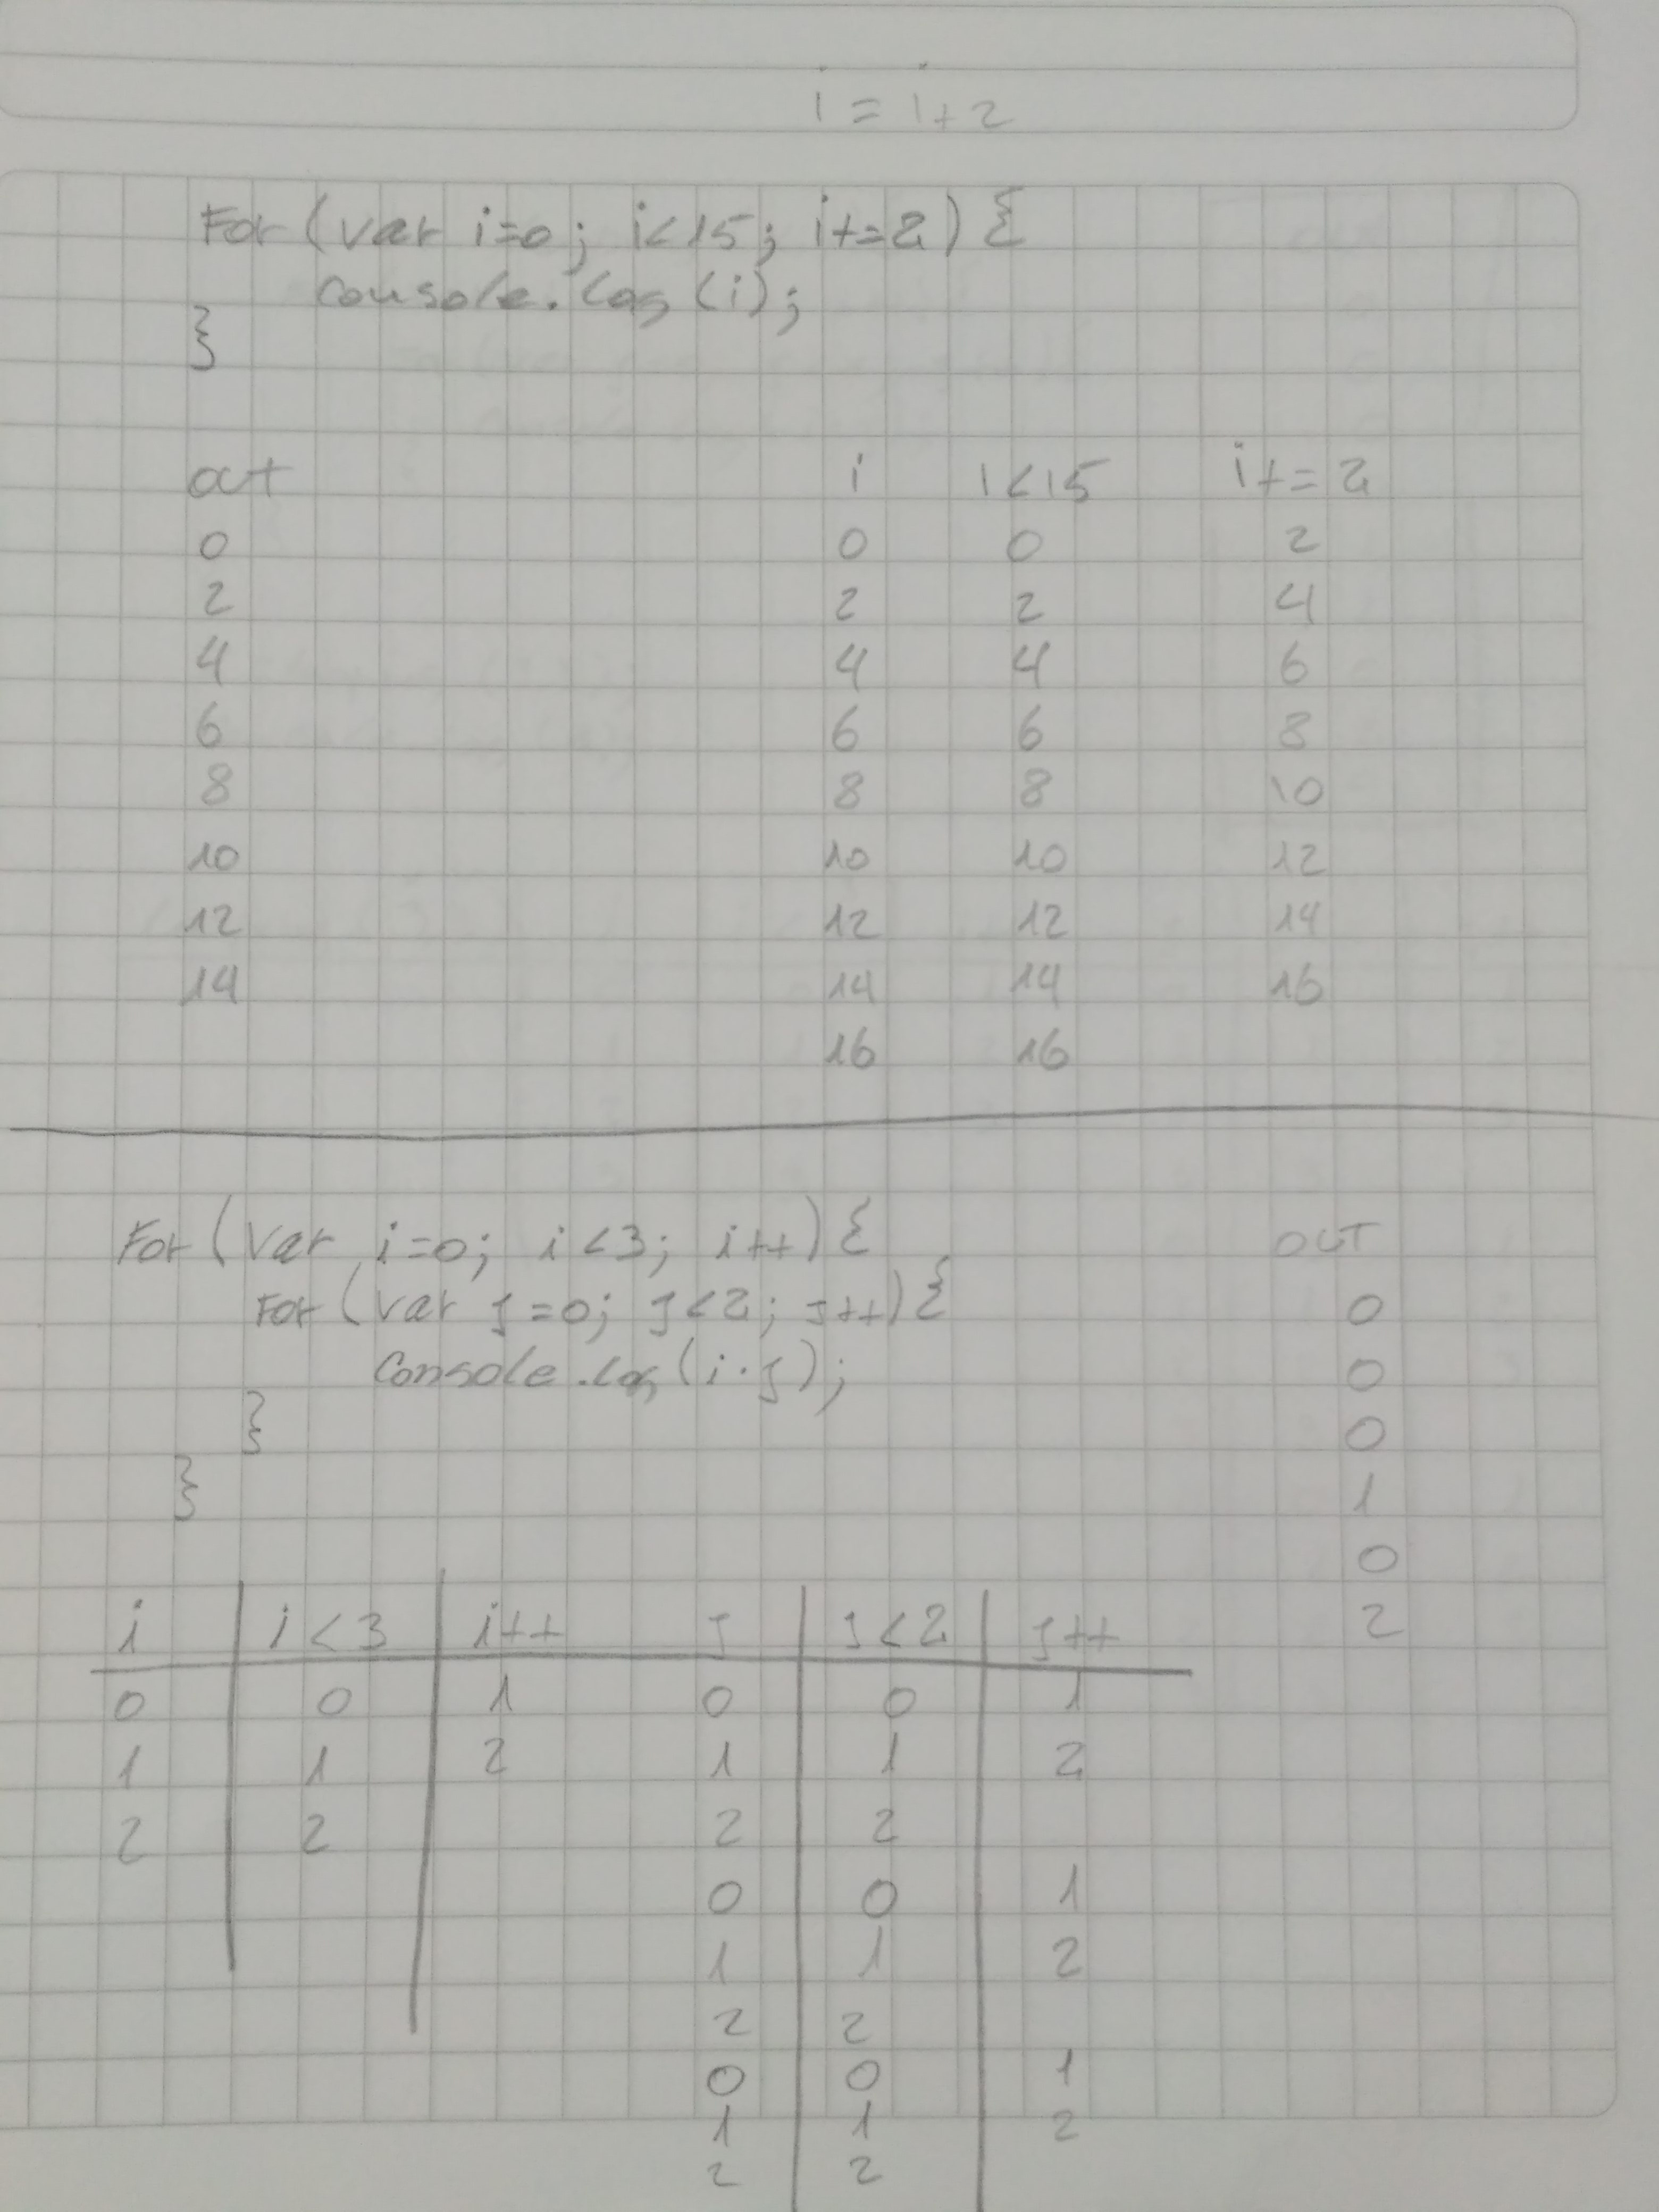 i = i+2
For (var i=0; i<15; i+=2) {
console.log (i);
}
out i i<15 i+=2
0 0 0 2
2 2 2 4
4 4 4 6
6 6 6 8
8 8 8 10
10 10 10 12
12 12 12 14
14 14 14 16
16 16
For (var i=0; i<3; i++) {
For (var j=0; j<2; j++) {
Console.log (i·j);
}
}
out
0
0
0
1
0
2
i i<3 i++ j j<2 j++
0 0 1 0 0 1
1 1 2 1 1 2
2 2 2 2
0 0 1
1 1 2
2 2
0 0 1
1 1 2
2 2